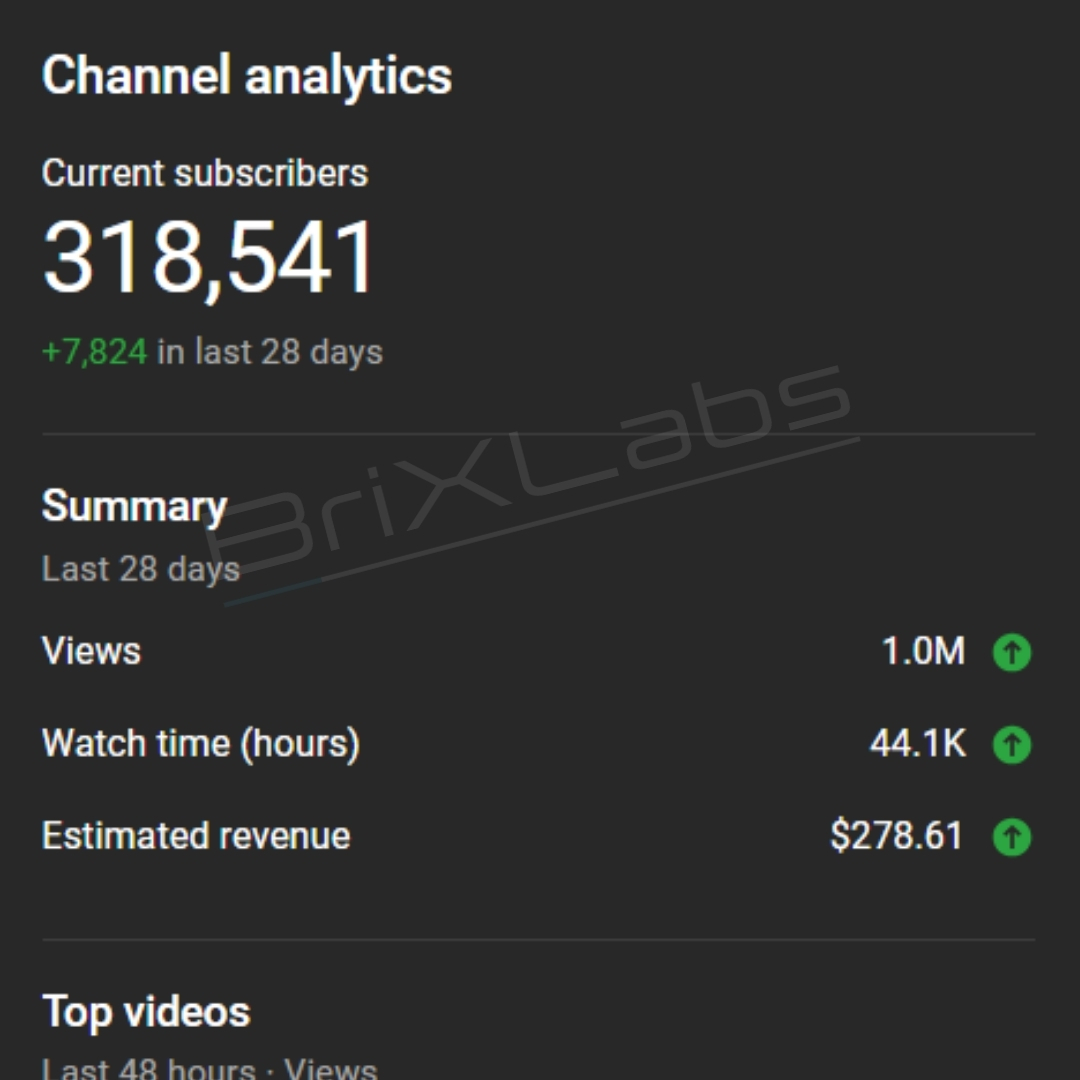 Channel analytics
Current subscribers
318,541
+7,824 in last 28 days
BriXLabs
Summary
Last 28 days
Views 1.0M
Watch time (hours) 44.1K
Estimated revenue $278.61
Top videos
Last 48 hours · Views